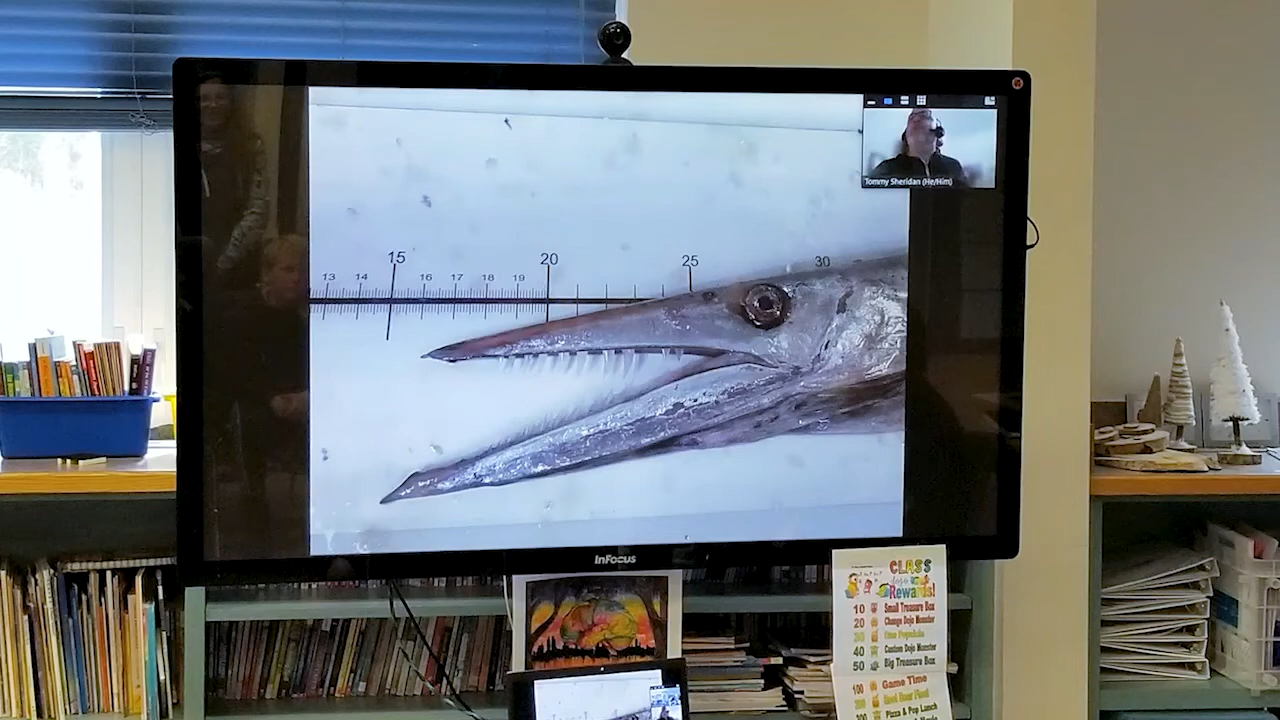 Tommy Sheridan (He/Him)
15 20 25 30
13 14 16 17 18 19
InFocus
CLASS
Rewards!
10 Small Treasure Box
20 Change Dojo Monster
30 One Popsicle
40 Custom Dojo Monster
50 Big Treasure Box
100 Game Time
Pizza & Pop Lunch